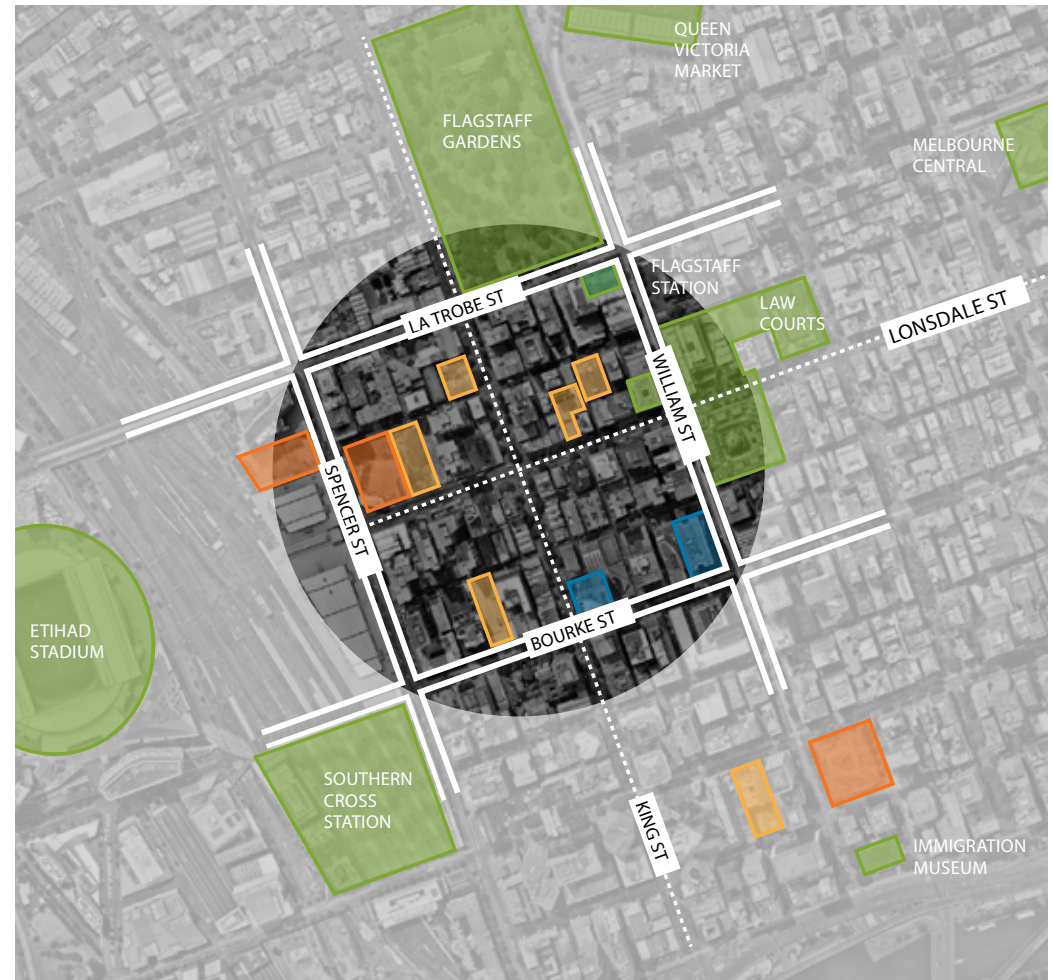 QUEEN
VICTORIA
MARKET
FLAGSTAFF
GARDENS
MELBOURNE
CENTRAL
FLAGSTAFF
STATION
LAW
COURTS
LONSDALE ST
LA TROBE ST
WILLIAM ST
SPENCER ST
ETIHAD
STADIUM
BOURKE ST
SOUTHERN
CROSS
STATION
KING ST
IMMIGRATION
MUSEUM